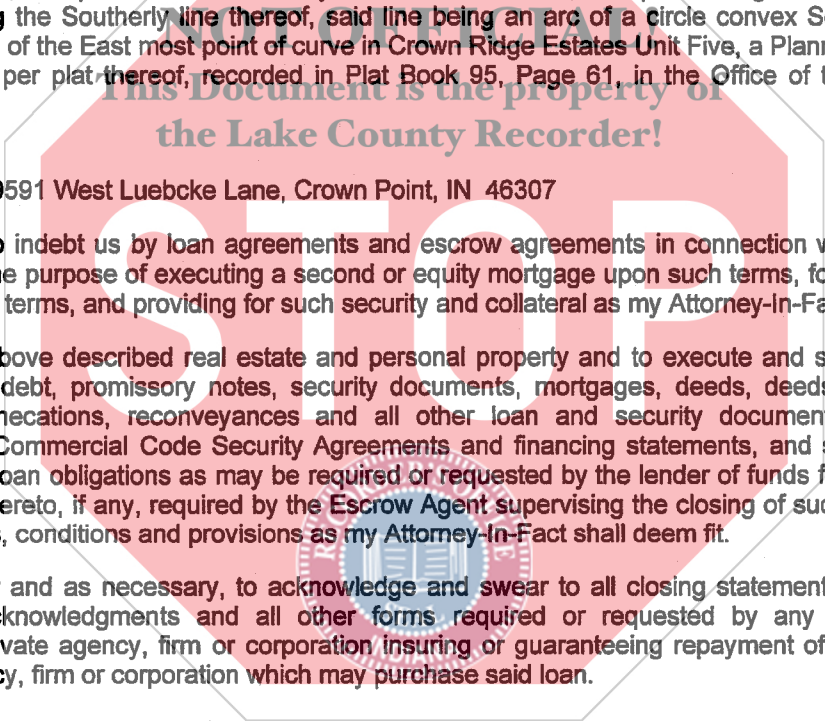 the Southerly line thereof, said line being an arc of a circle convex S
of the East most point of curve in Crown Ridge Estates Unit Five, a Plann
per plat thereof, recorded in Plat Book 95, Page 61, in the Office of t
NOT OFFICIAL!
This Document is the property of
the Lake County Recorder!
9591 West Luebcke Lane, Crown Point, IN 46307
indebt us by loan agreements and escrow agreements in connection
purpose of executing a second or equity mortgage upon such terms, fo
terms, and providing for such security and collateral as my Attorney-In-Fa
bove described real estate and personal property and to execute and s
debt, promissory notes, security documents, mortgages, deeds, deeds
necations, reconveyances and all other loan and security documen
Commercial Code Security Agreements and financing statements, and
oan obligations as may be required or requested by the lender of funds f
ereto, if any, required by the Escrow Agent supervising the closing of suc
, conditions and provisions as my Attorney-In-Fact shall deem fit.
and as necessary, to acknowledge and swear to all closing statement
cknowledgments and all other forms required or requested by any
vate agency, firm or corporation insuring or guaranteeing repayment of
cy, firm or corporation which may purchase said loan.
STOP
SEAL
INDIANA